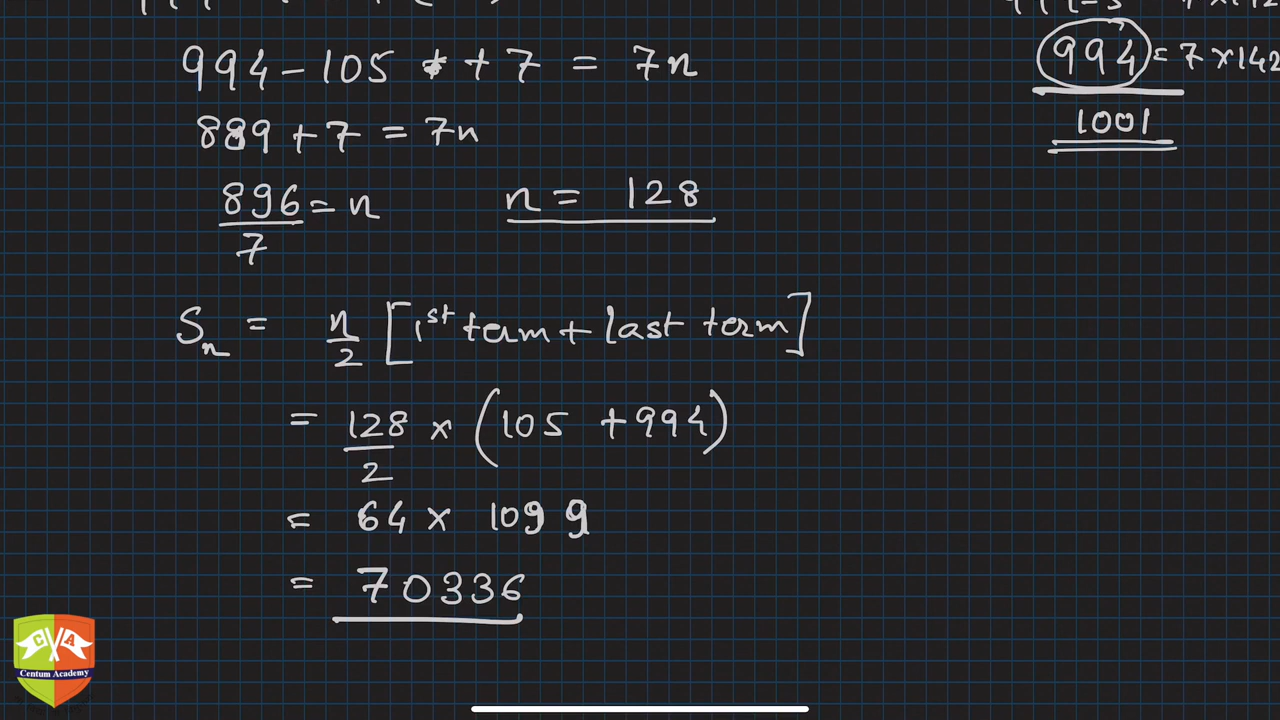 994 - 105 + 7 = 7n
889 + 7 = 7n
896/7 = n
n = 128
Sn = n/2 [1st term + last term]
= 128/2 × (105 + 994)
= 64 × 1099
= 70336
994 = 7 × 142
1001
C A
Centum Academy